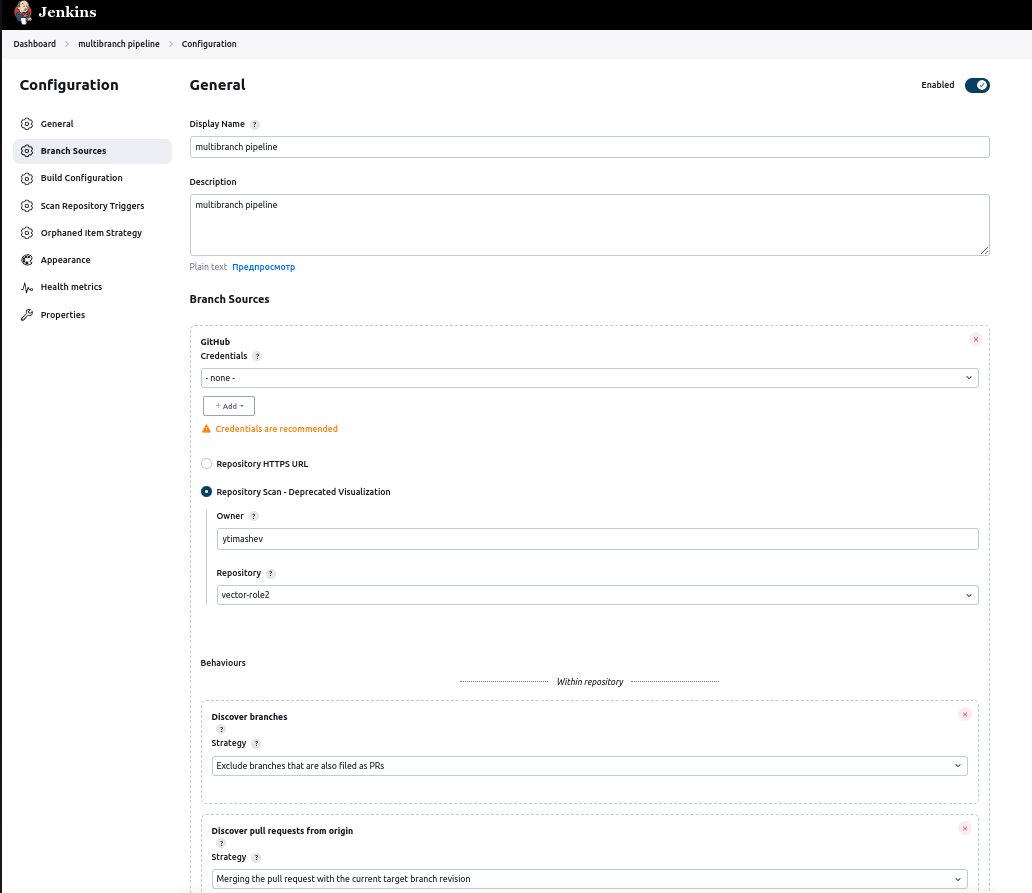 Jenkins
Dashboard > multibranch pipeline > Configuration
Configuration
General
Branch Sources
Build Configuration
Scan Repository Triggers
Orphaned Item Strategy
Appearance
Health metrics
Properties
General
Enabled
Display Name ?
multibranch pipeline
Description
multibranch pipeline
Plain text Предпросмотр
Branch Sources
GitHub
Credentials ?
- none -
+ Add
Credentials are recommended
Repository HTTPS URL
Repository Scan - Deprecated Visualization
Owner ?
ytimashev
Repository ?
vector-role2
Behaviours
Within repository
Discover branches
?
Strategy ?
Exclude branches that are also filed as PRs
Discover pull requests from origin
?
Strategy ?
Merging the pull request with the current target branch revision